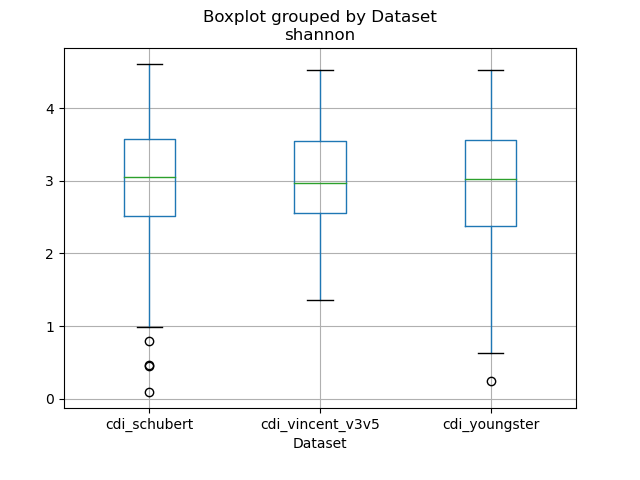 Boxplot grouped by Dataset
shannon
4
3
2
1
0
cdi_schubert cdi_vincent_v3v5 cdi_youngster
Dataset